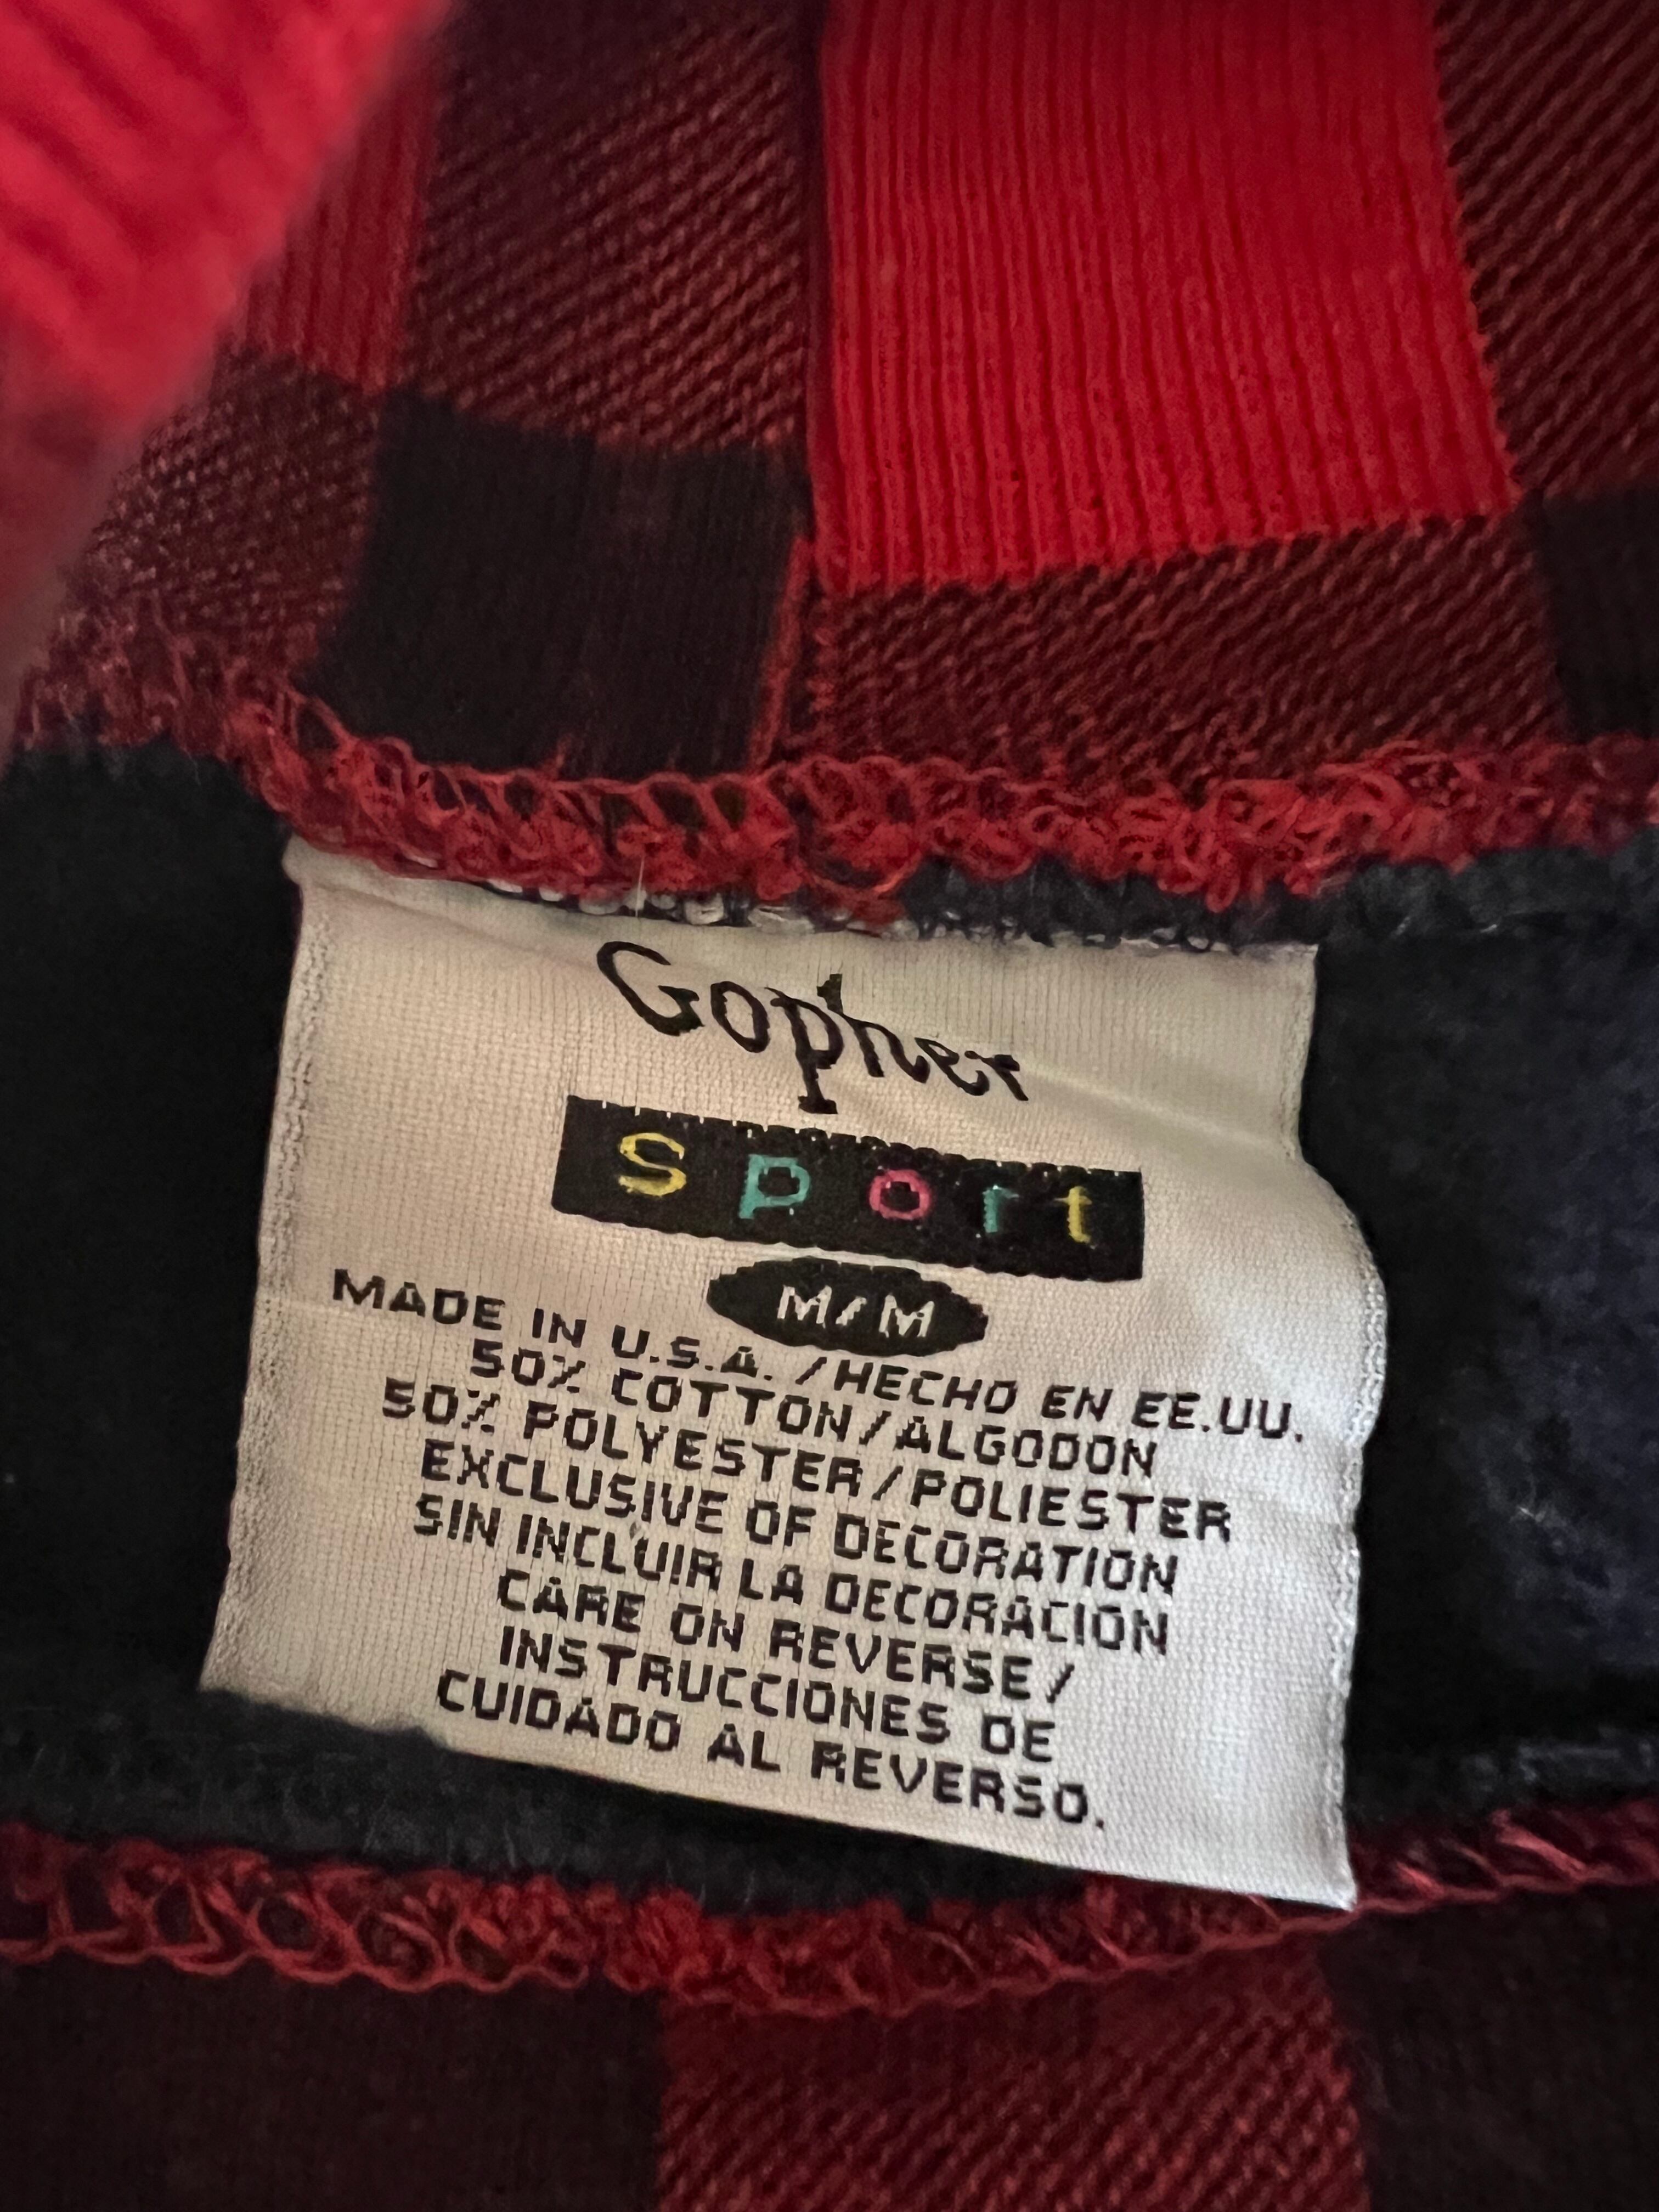 Gopher
Sport
M/M
MADE IN U.S.A./HECHO EN EE.UU.
50% COTTON/ALGODON
50% POLYESTER/POLIESTER
EXCLUSIVE OF DECORATION
SIN INCLUIR LA DECORACION
CARE ON REVERSE/
INSTRUCCIONES DE
CUIDADO AL REVERSO.